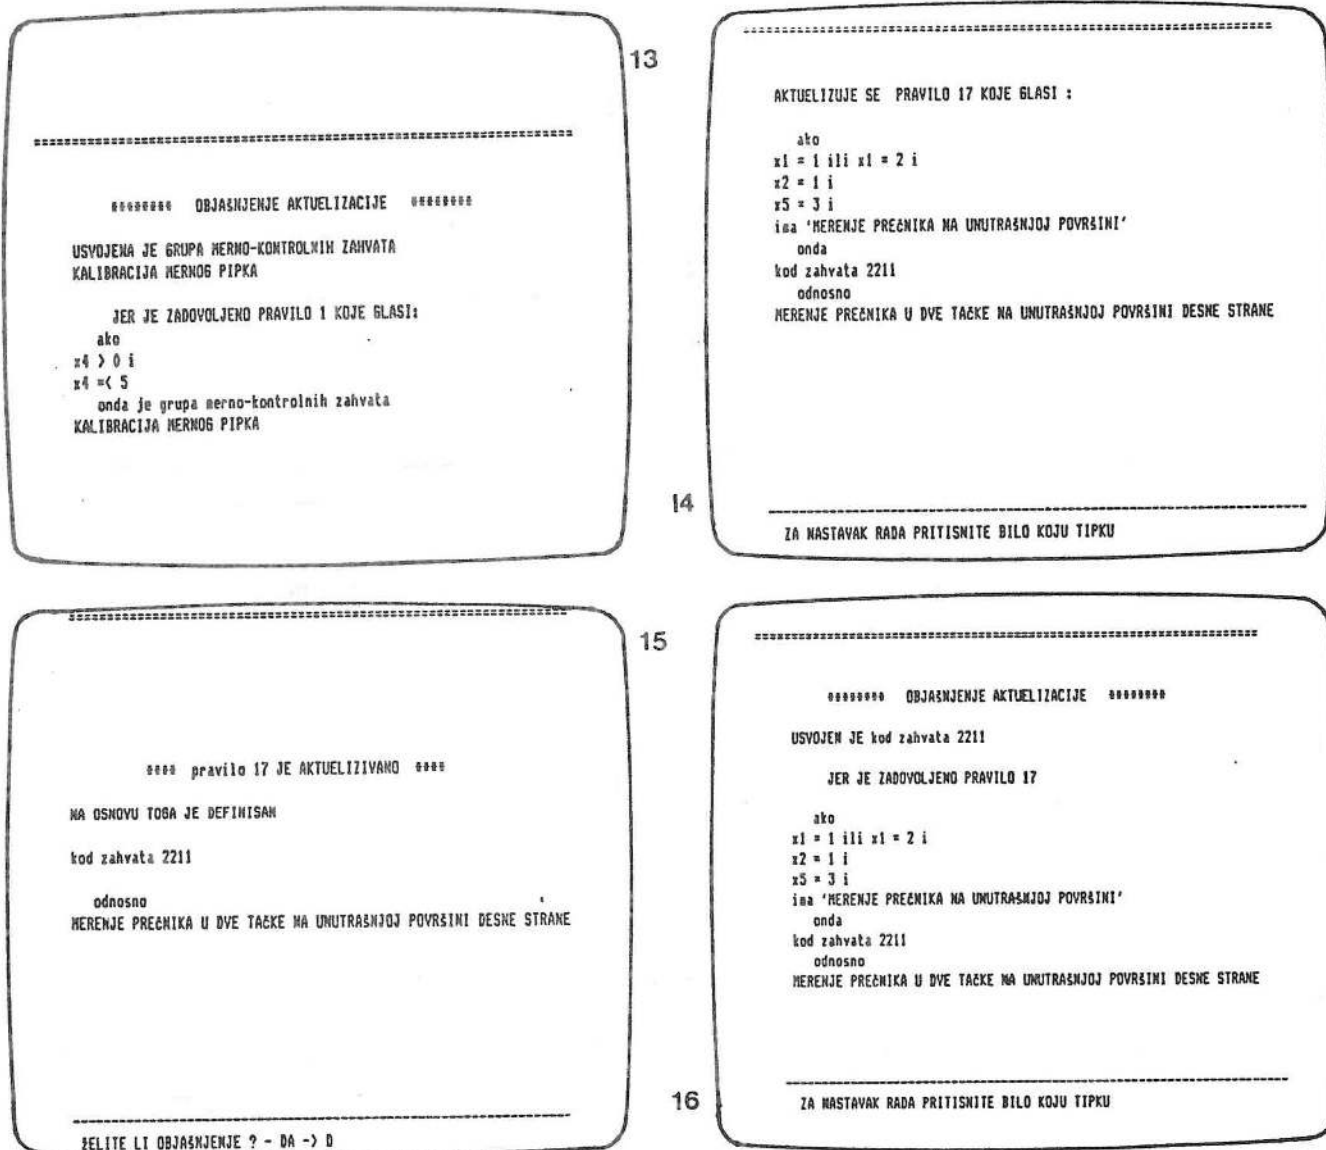 13
==========================================================================
******** OBJAŠNJENJE AKTUELIZACIJE ********
USVOJENA JE GRUPA MERNO-KONTROLNIH ZAHVATA
KALIBRACIJA MERNOG PIPKA
JER JE ZADOVOLJENO PRAVILO 1 KOJE GLASI:
ako
x4 > 0 i
x4 =< 5
onda je grupa merno-kontrolnih zahvata
KALIBRACIJA MERNOG PIPKA
14
==========================================================================
AKTUELIZUJE SE PRAVILO 17 KOJE GLASI :
ako
x1 = 1 ili x1 = 2 i
x2 = 1 i
x5 = 3 i
ima 'MERENJE PREČNIKA NA UNUTRAŠNJOJ POVRŠINI'
onda
kod zahvata 2211
odnosno
MERENJE PREČNIKA U DVE TAČKE NA UNUTRAŠNJOJ POVRŠINI DESNE STRANE
--------------------------------------------------------------------------
ZA NASTAVAK RADA PRITISNITE BILO KOJU TIPKU
15
==========================================================================
**** pravilo 17 JE AKTUELIZIVANO ****
NA OSNOVU TOGA JE DEFINISAN
kod zahvata 2211
odnosno
MERENJE PREČNIKA U DVE TAČKE NA UNUTRAŠNJOJ POVRŠINI DESNE STRANE
--------------------------------------------------------------------------
ŽELITE LI OBJAŠNJENJE ? - DA -> D
16
==========================================================================
******** OBJAŠNJENJE AKTUELIZACIJE ********
USVOJEN JE kod zahvata 2211
JER JE ZADOVOLJENO PRAVILO 17
ako
x1 = 1 ili x1 = 2 i
x2 = 1 i
x5 = 3 i
ima 'MERENJE PREČNIKA NA UNUTRAŠNJOJ POVRŠINI'
onda
kod zahvata 2211
odnosno
MERENJE PREČNIKA U DVE TAČKE NA UNUTRAŠNJOJ POVRŠINI DESNE STRANE
--------------------------------------------------------------------------
ZA NASTAVAK RADA PRITISNITE BILO KOJU TIPKU